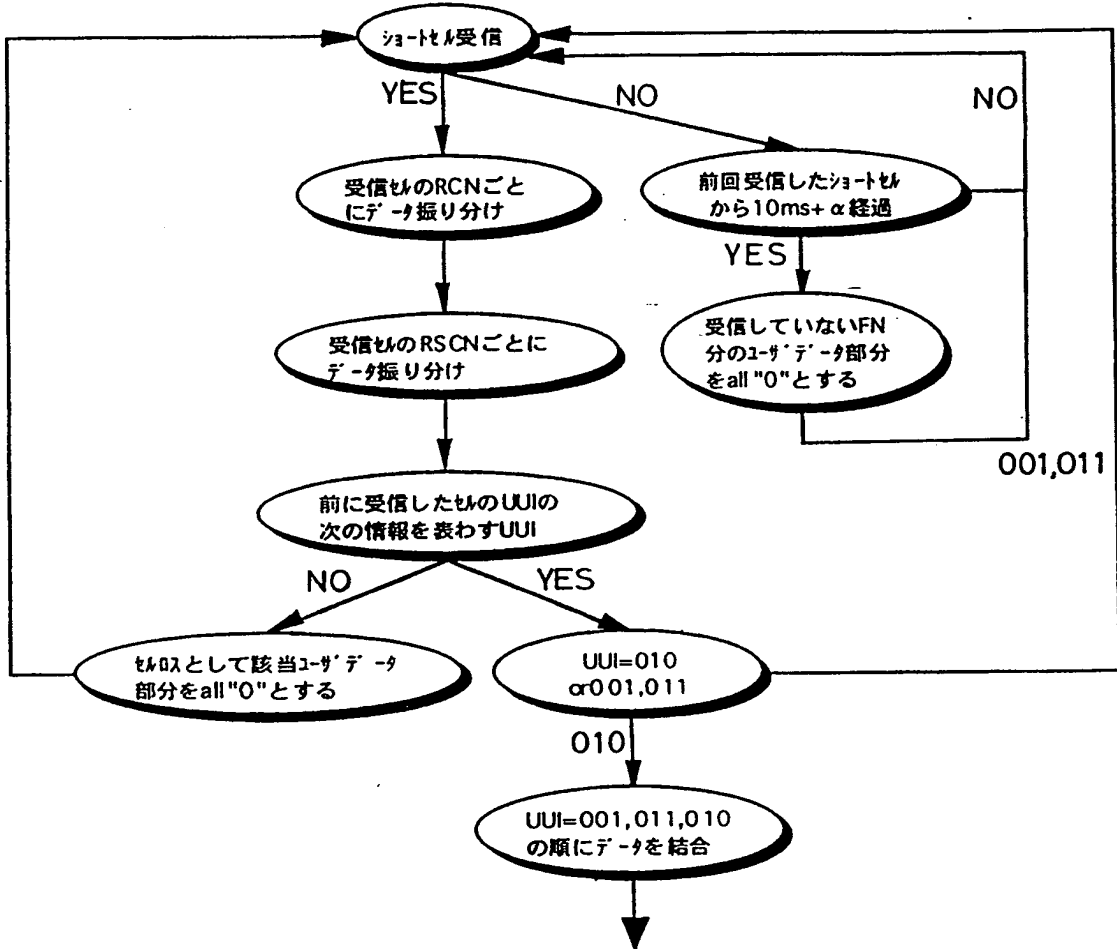 ｼｮｰﾄｾﾙ受信
YES
NO
NO
受信ｾﾙのRCNごと
にﾃﾞｰﾀ振り分け
前回受信したｼｮｰﾄｾﾙ
から10ms+α経過
YES
受信していないFN
分のﾕｰｻﾞﾃﾞｰﾀ部分
をall "0"とする
受信ｾﾙのRSCNごとに
ﾃﾞｰﾀ振り分け
001,011
前に受信したｾﾙのUUIの
次の情報を表わすUUI
NO
YES
ｾﾙﾛｽとして該当ﾕｰｻﾞﾃﾞｰﾀ
部分をall"0"とする
UUI=010
or001,011
010
UUI=001,011,010
の順にﾃﾞｰﾀを結合